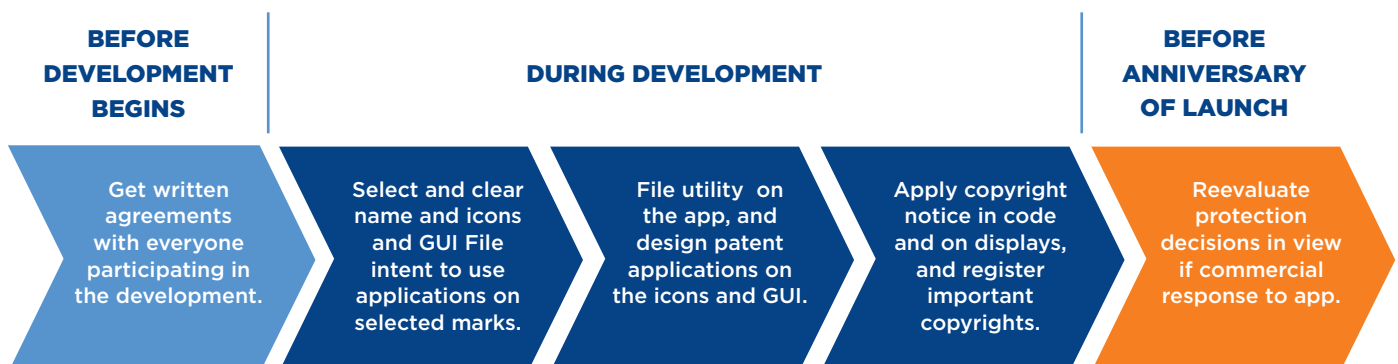 BEFORE
DEVELOPMENT
BEGINS
DURING DEVELOPMENT
BEFORE
ANNIVERSARY
OF LAUNCH
Get written
agreements
with everyone
participating in
the development.
Select and clear
name and icons
and GUI File
intent to use
applications on
selected marks.
File utility on
the app, and
design patent
applications on
the icons and GUI.
Apply copyright
notice in code
and on displays,
and register
important
copyrights.
Reevaluate
protection
decisions in view
if commercial
response to app.